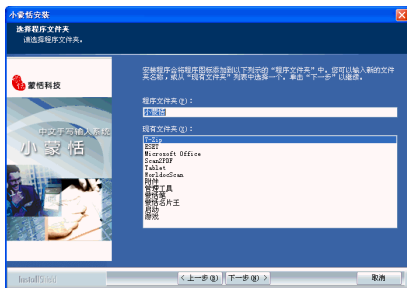 小蒙恬安装
选择程序文件夹
请选择程序文件夹。
蒙恬科技
中文手写输入系统
小蒙恬
安装程序会将程序图标添加到以下列示的“程序文件夹”中。您可以输入新的文件
夹名称，或从“现有文件夹”列表中选择一个。单击“下一步”以继续。
程序文件夹(P)：
小蒙恬
现有文件夹(X)：
7-Zip
ESET
Microsoft Office
Scan2PDF
Tablet
WorldocScan
附件
管理工具
蒙恬笔
蒙恬名片王
启动
游戏
InstallShield
< 上一步(B)
下一步(N) >
取消